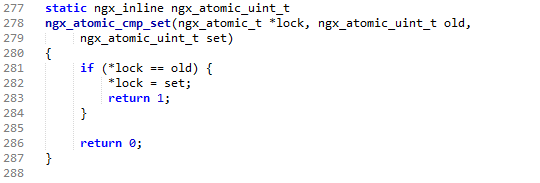 277 static ngx_inline ngx_atomic_uint_t
278 ngx_atomic_cmp_set(ngx_atomic_t *lock, ngx_atomic_uint_t old,
279     ngx_atomic_uint_t set)
280 {
281     if (*lock == old) {
282         *lock = set;
283         return 1;
284     }
285
286     return 0;
287 }
288